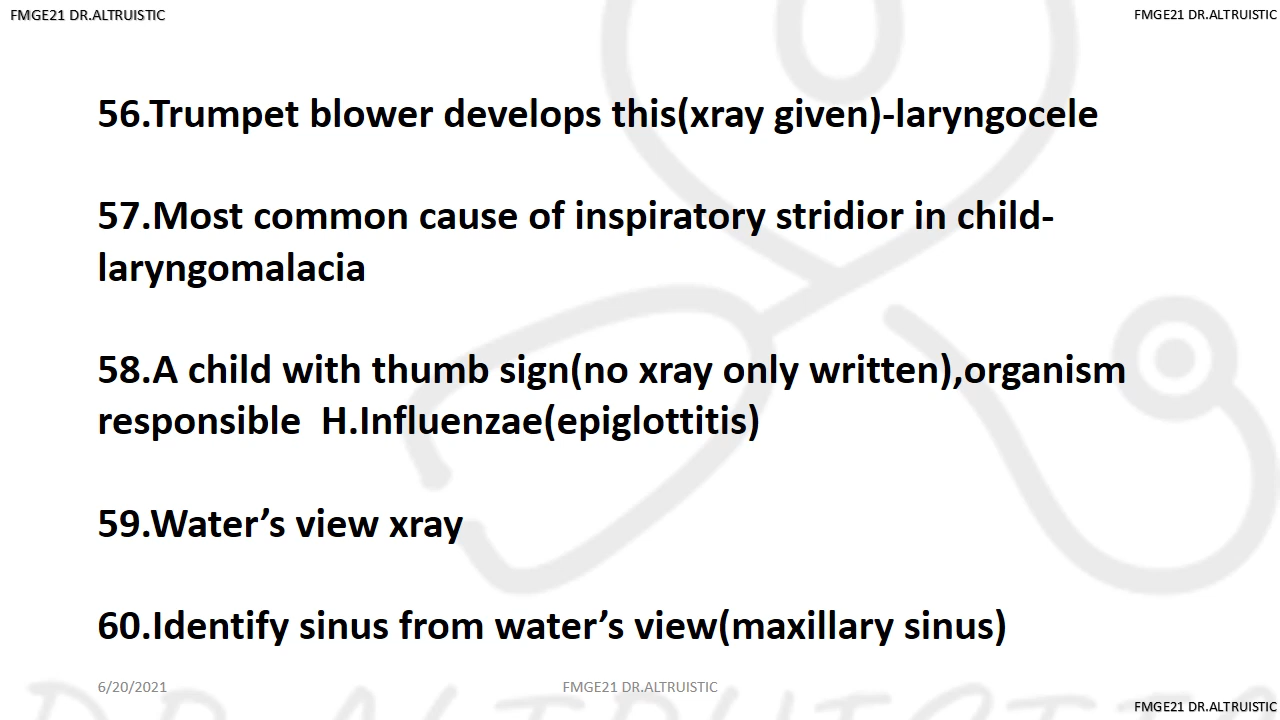 FMGE21 DR.ALTRUISTIC
FMGE21 DR.ALTRUISTIC
56.Trumpet blower develops this(xray given)-laryngocele
57.Most common cause of inspiratory stridior in child-
laryngomalacia
58.A child with thumb sign(no xray only written),organism
responsible  H.Influenzae(epiglottitis)
59.Water’s view xray
60.Identify sinus from water’s view(maxillary sinus)
6/20/2021
FMGE21 DR.ALTRUISTIC
FMGE21 DR.ALTRUISTIC
DR.ALTRUISTIC